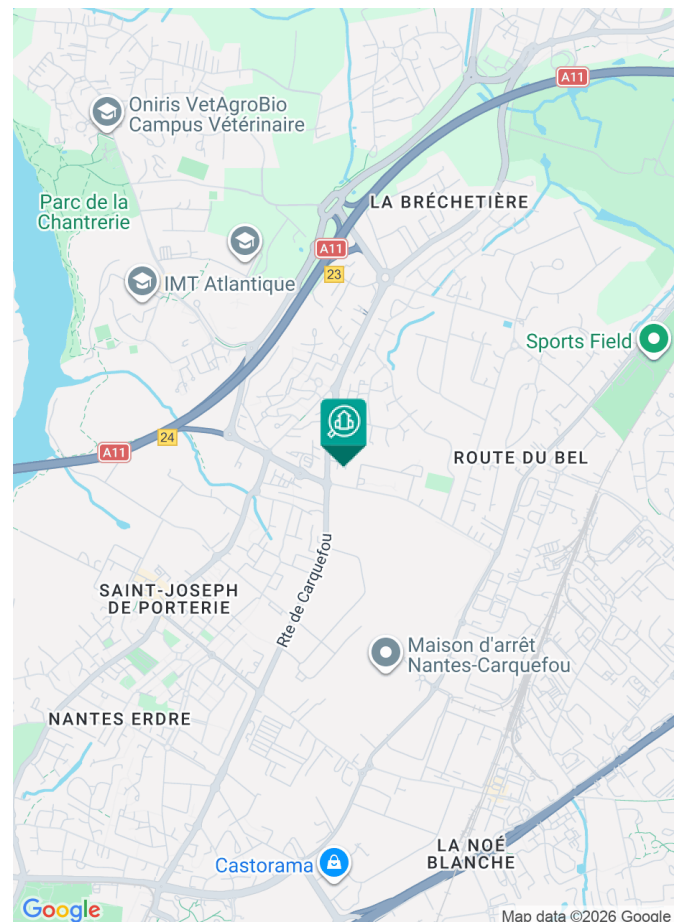 A11
Oniris VetAgroBio
Campus Vétérinaire
Parc de la
Chantrerie
LA BRÉCHETIÈRE
A11
23
IMT Atlantique
Sports Field
24
A11
ROUTE DU BEL
Rte de Carquefou
SAINT-JOSEPH
DE PORTERIE
Maison d'arrêt
Nantes-Carquefou
NANTES ERDRE
LA NOÉ
BLANCHE
Castorama
Google
Map data ©2026 Google